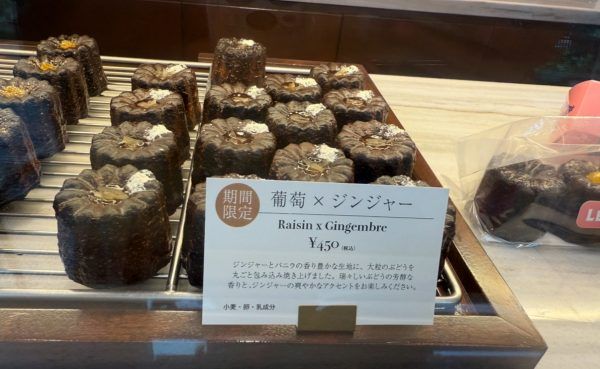 期間
限定
葡萄 × ジンジャー
Raisin x Gingembre
¥450 (税込)
ジンジャーとバニラの香り豊かな生地に、大粒のぶどうを
丸ごと包み込み焼き上げました。瑞々しいぶどうの芳醇な
香りと、ジンジャーの爽やかなアクセントをお楽しみください。
小麦・卵・乳成分